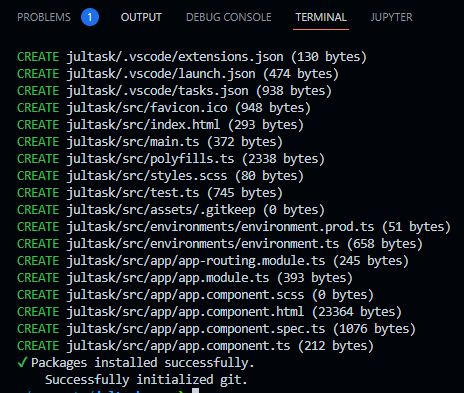 PROBLEMS 1 OUTPUT DEBUG CONSOLE TERMINAL JUPYTER
CREATE jultask/.vscode/extensions.json (130 bytes)
CREATE jultask/.vscode/launch.json (474 bytes)
CREATE jultask/.vscode/tasks.json (938 bytes)
CREATE jultask/src/favicon.ico (948 bytes)
CREATE jultask/src/index.html (293 bytes)
CREATE jultask/src/main.ts (372 bytes)
CREATE jultask/src/polyfills.ts (2338 bytes)
CREATE jultask/src/styles.scss (80 bytes)
CREATE jultask/src/test.ts (745 bytes)
CREATE jultask/src/assets/.gitkeep (0 bytes)
CREATE jultask/src/environments/environment.prod.ts (51 bytes)
CREATE jultask/src/environments/environment.ts (658 bytes)
CREATE jultask/src/app/app-routing.module.ts (245 bytes)
CREATE jultask/src/app/app.module.ts (393 bytes)
CREATE jultask/src/app/app.component.scss (0 bytes)
CREATE jultask/src/app/app.component.html (23364 bytes)
CREATE jultask/src/app/app.component.spec.ts (1076 bytes)
CREATE jultask/src/app/app.component.ts (212 bytes)
✓ Packages installed successfully.
Successfully initialized git.